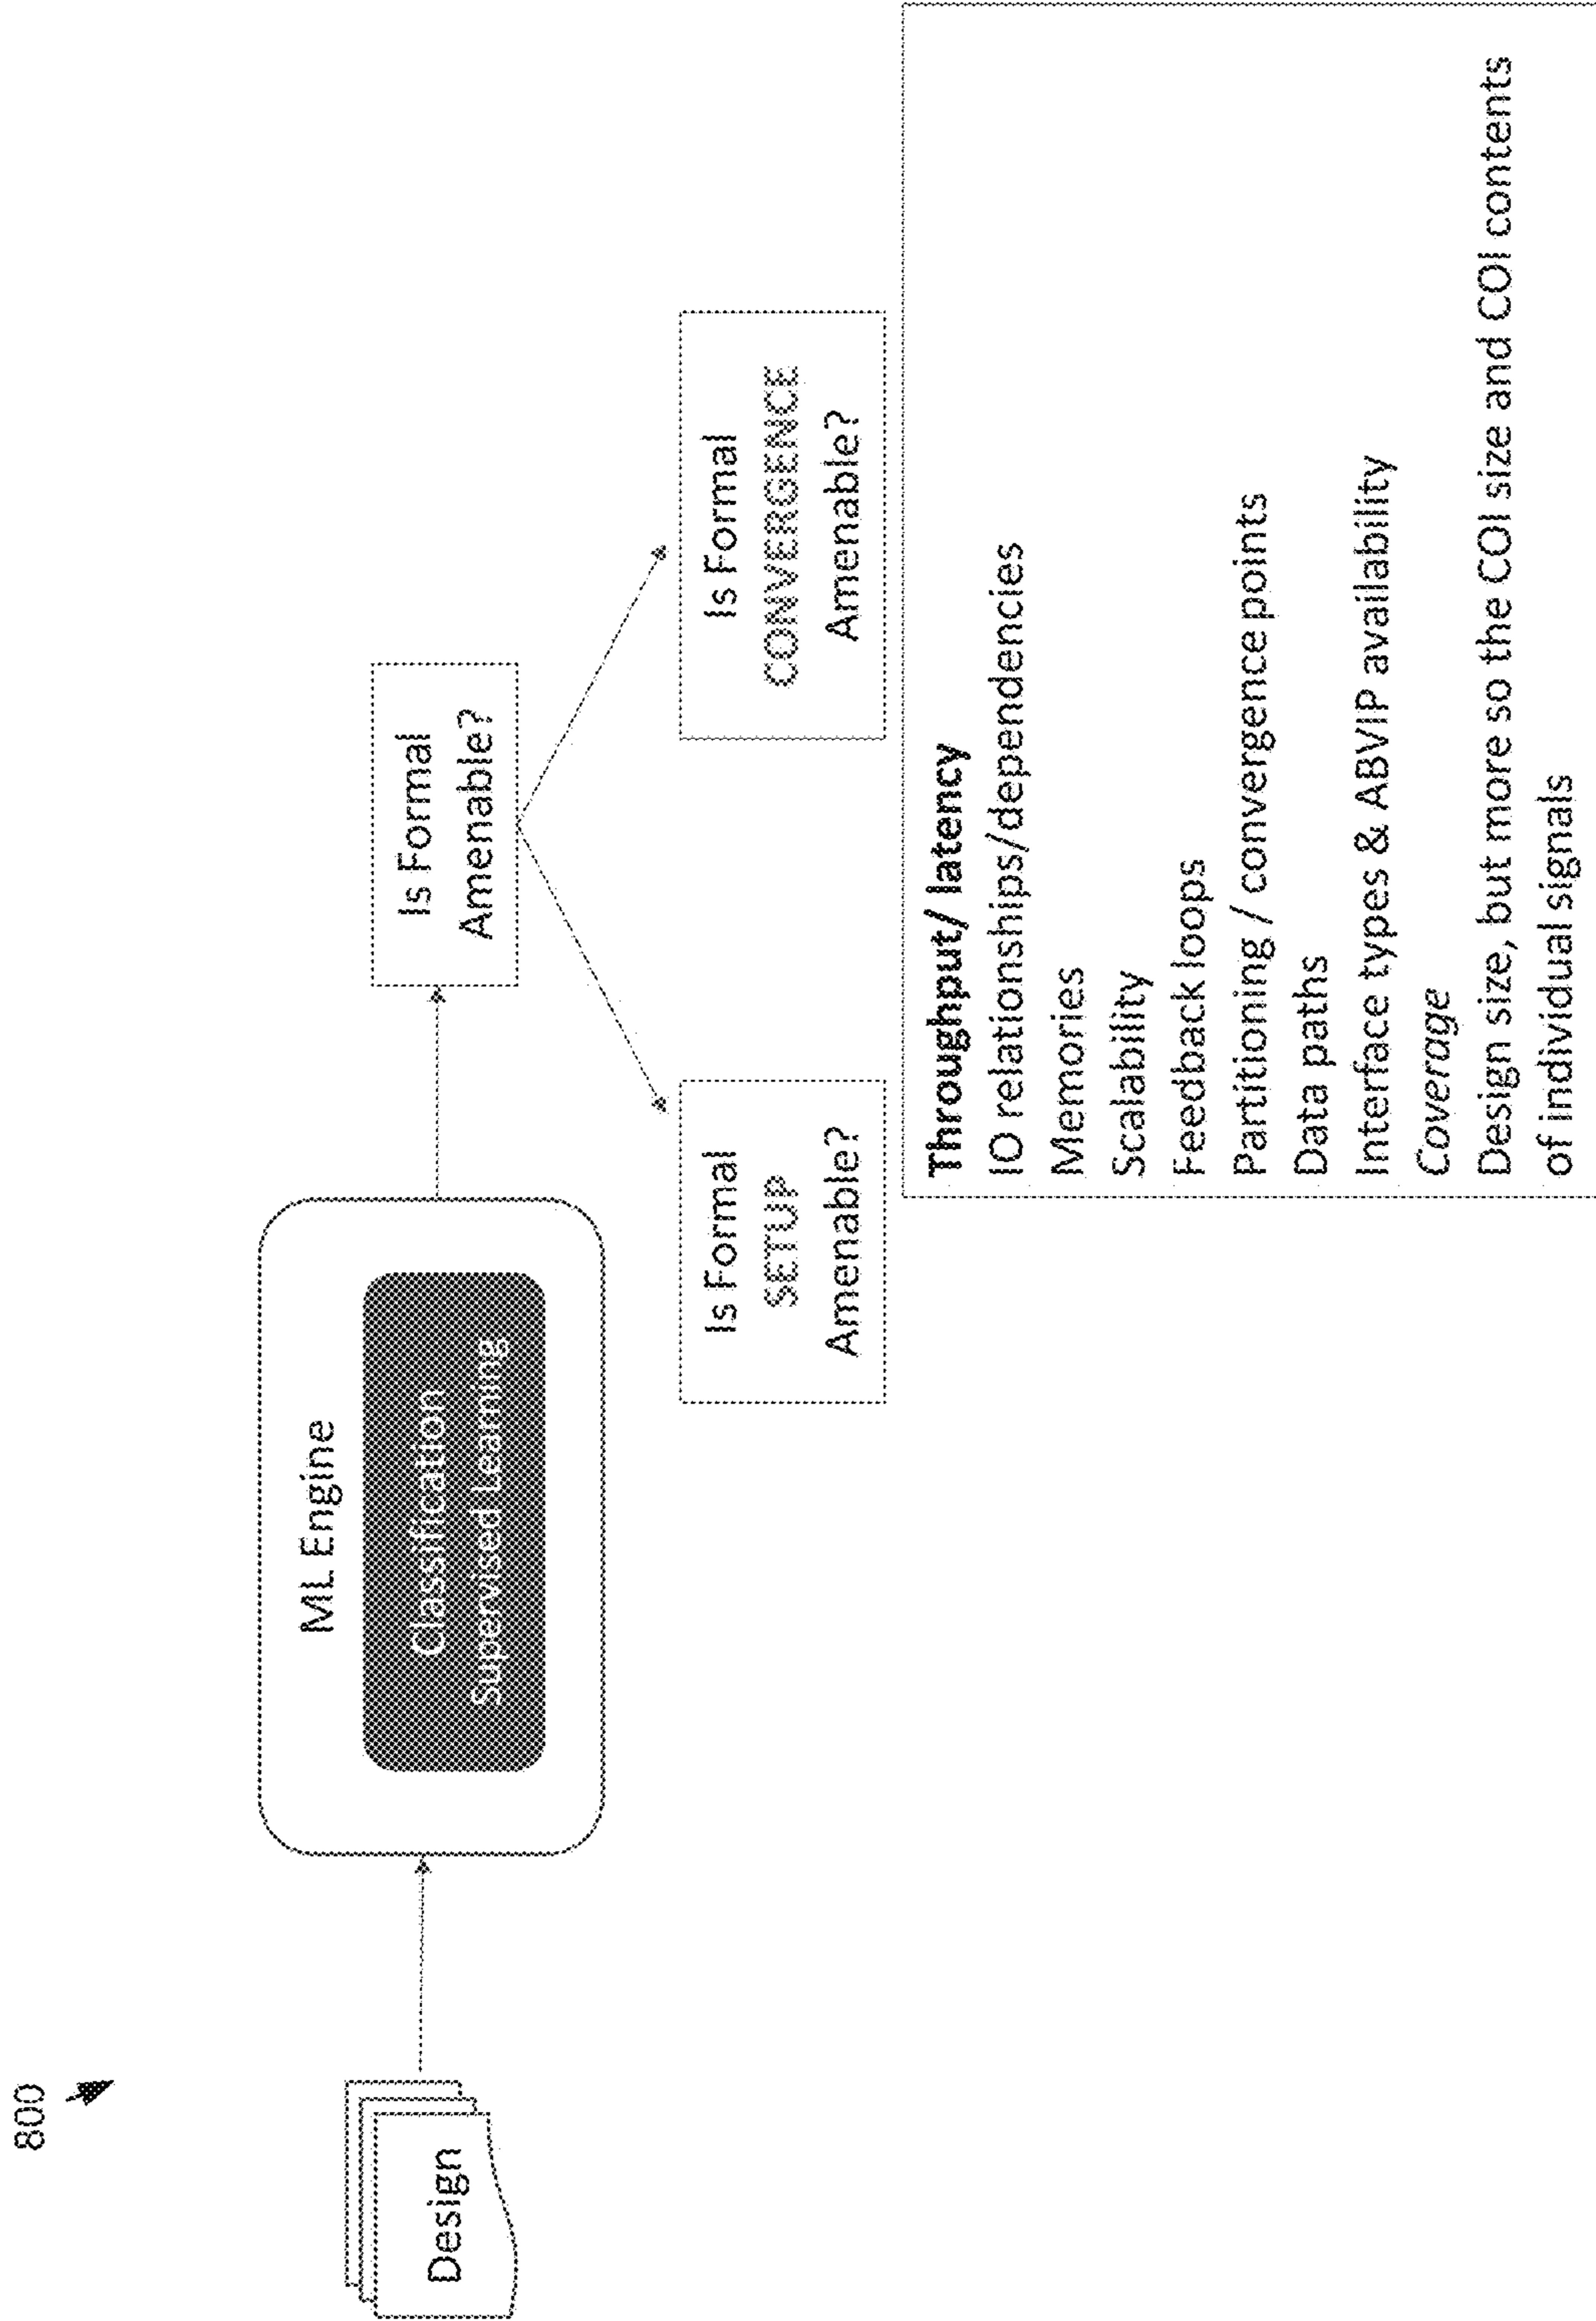 800
Design
ML Engine
Classification
Supervised Learning
Is Formal
Amenable?
Is Formal
SETUP
Amenable?
Is Formal
CONVERGENCE
Amenable?
Throughput/ latency
IO relationships/dependencies
Memories
Scalability
Feedback loops
Partitioning / convergence points
Data paths
Interface types & ABVIP availability
Coverage
Design size, but more so the COI size and COI contents
of individual signals